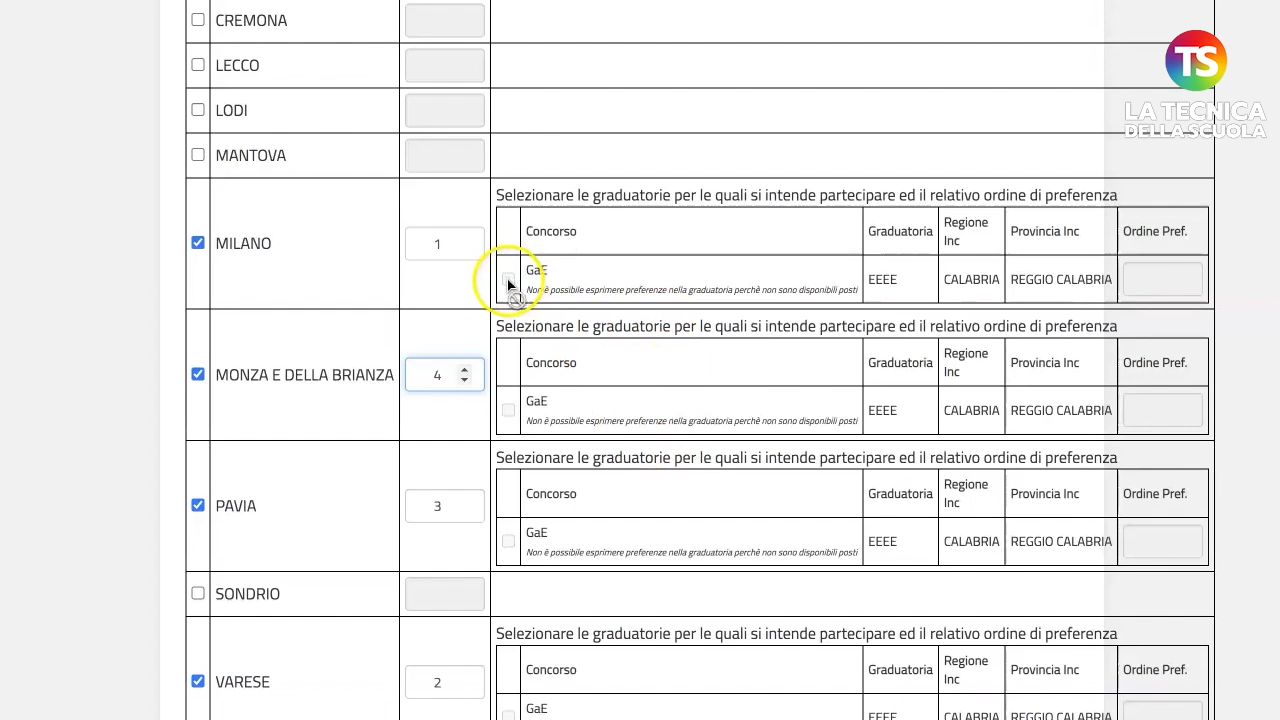 CREMONA
LECCO
LODI
MANTOVA
TS
LA TECNICA
DELLA SCUOLA
MILANO
1
Selezionare le graduatorie per le quali si intende partecipare ed il relativo ordine di preferenza
Concorso
Graduatoria
Regione
Inc
Provincia Inc
Ordine Pref.
GaE
Non è possibile esprimere preferenze nella graduatoria perchè non sono disponibili posti
EEEE
CALABRIA
REGGIO CALABRIA
MONZA E DELLA BRIANZA
4
Selezionare le graduatorie per le quali si intende partecipare ed il relativo ordine di preferenza
Concorso
Graduatoria
Regione
Inc
Provincia Inc
Ordine Pref.
GaE
Non è possibile esprimere preferenze nella graduatoria perchè non sono disponibili posti
EEEE
CALABRIA
REGGIO CALABRIA
PAVIA
3
Selezionare le graduatorie per le quali si intende partecipare ed il relativo ordine di preferenza
Concorso
Graduatoria
Regione
Inc
Provincia Inc
Ordine Pref.
GaE
Non è possibile esprimere preferenze nella graduatoria perchè non sono disponibili posti
EEEE
CALABRIA
REGGIO CALABRIA
SONDRIO
VARESE
2
Selezionare le graduatorie per le quali si intende partecipare ed il relativo ordine di preferenza
Concorso
Graduatoria
Regione
Inc
Provincia Inc
Ordine Pref.
GaE
EEEE
CALABRIA
REGGIO CALABRIA